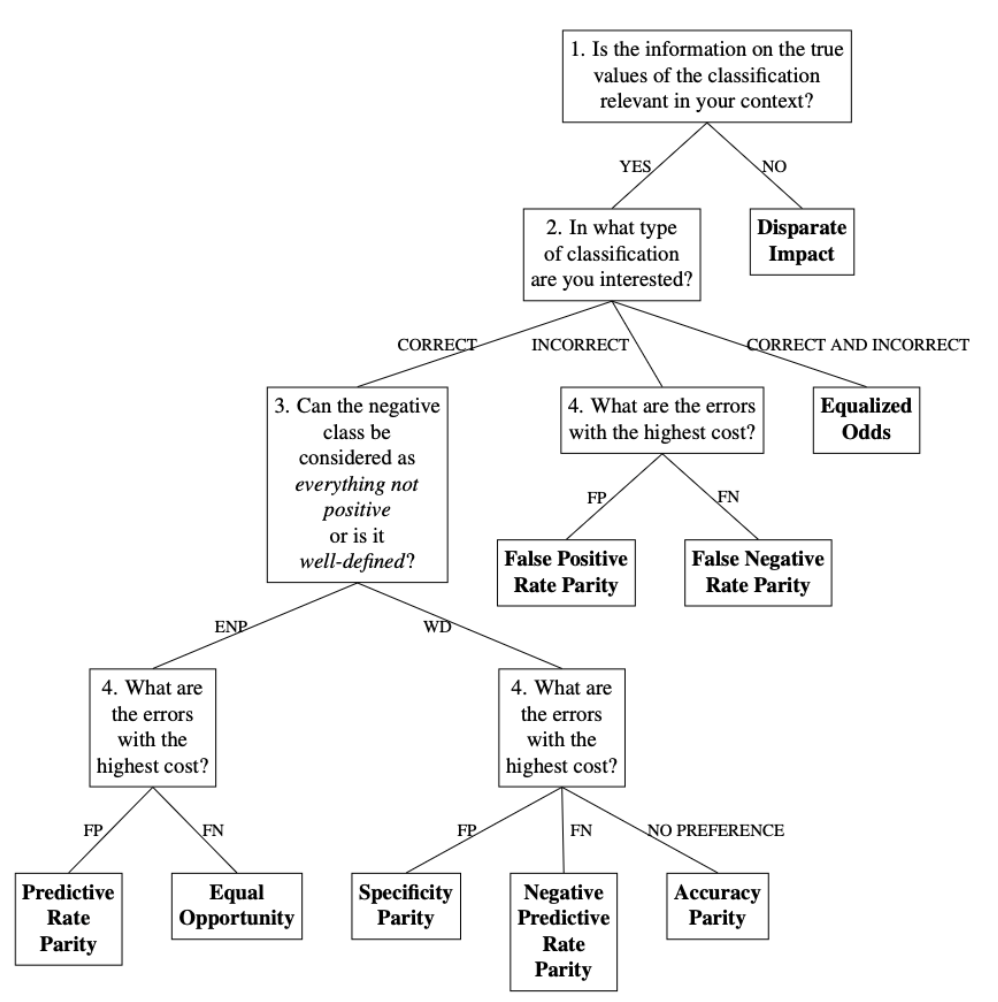 1. Is the information on the true
values of the classification
relevant in your context?
YES
NO
2. In what type
of classification
are you interested?
Disparate
Impact
CORRECT
INCORRECT
CORRECT AND INCORRECT
3. Can the negative
class be
considered as
everything not
positive
or is it
well-defined?
4. What are the errors
with the highest cost?
Equalized
Odds
FP
FN
False Positive
Rate Parity
False Negative
Rate Parity
ENP
WD
4. What are
the errors
with the
highest cost?
4. What are
the errors
with the
highest cost?
FP
FN
FP
FN
NO PREFERENCE
Predictive
Rate
Parity
Equal
Opportunity
Specificity
Parity
Negative
Predictive
Rate
Parity
Accuracy
Parity